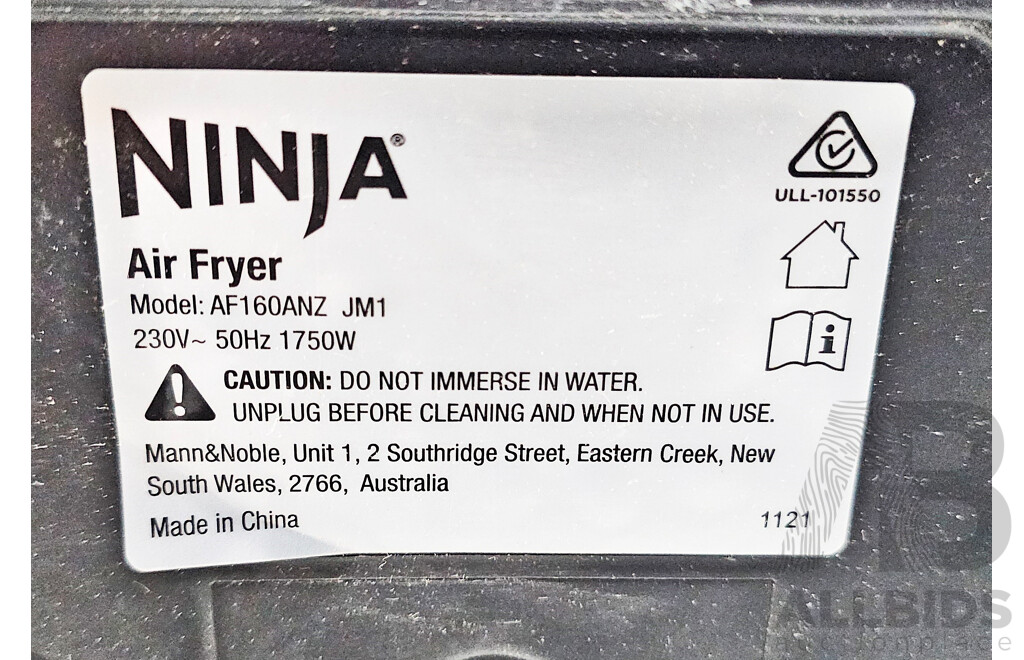 NINJA®
ULL-101550
Air Fryer
Model: AF160ANZ JM1
230V~ 50Hz 1750W
i
CAUTION: DO NOT IMMERSE IN WATER.
UNPLUG BEFORE CLEANING AND WHEN NOT IN USE.
Mann&Noble, Unit 1, 2 Southridge Street, Eastern Creek, New
South Wales, 2766, Australia
Made in China
1121
B
ALLBIDS